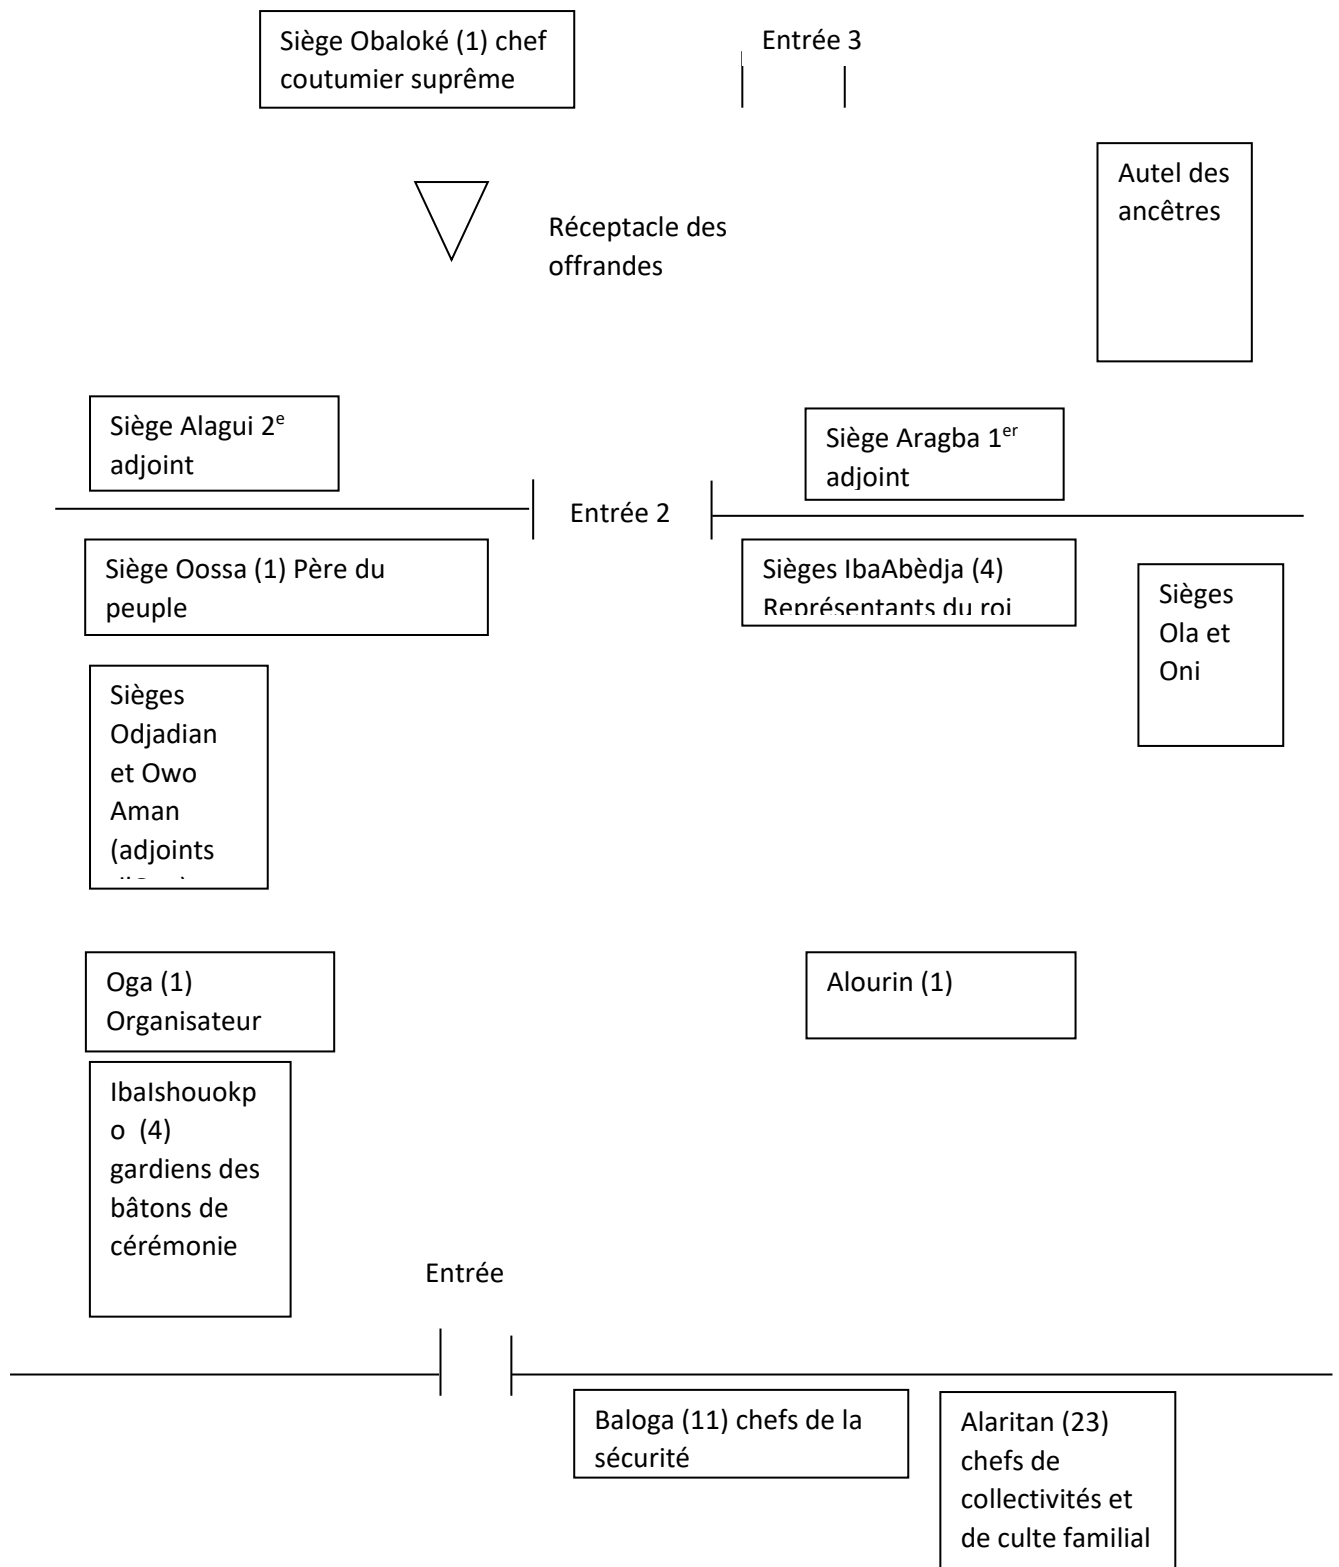 Siège Obaloké (1) chef
coutumier suprême
Entrée 3
Autel des
ancêtres
Réceptacle des
offrandes
Siège Alagui 2e
adjoint
Siège Aragba 1er
adjoint
Entrée 2
Siège Oossa (1) Père du
peuple
Sièges IbaAbèdja (4)
Représentants du roi
Sièges
Ola et
Oni
Sièges
Odjadian
et Owo
Aman
(adjoints
Oga (1)
Organisateur
Alourin (1)
IbaIshouokp
o (4)
gardiens des
bâtons de
cérémonie
Entrée
Baloga (11) chefs de la
sécurité
Alaritan (23)
chefs de
collectivités et
de culte familial